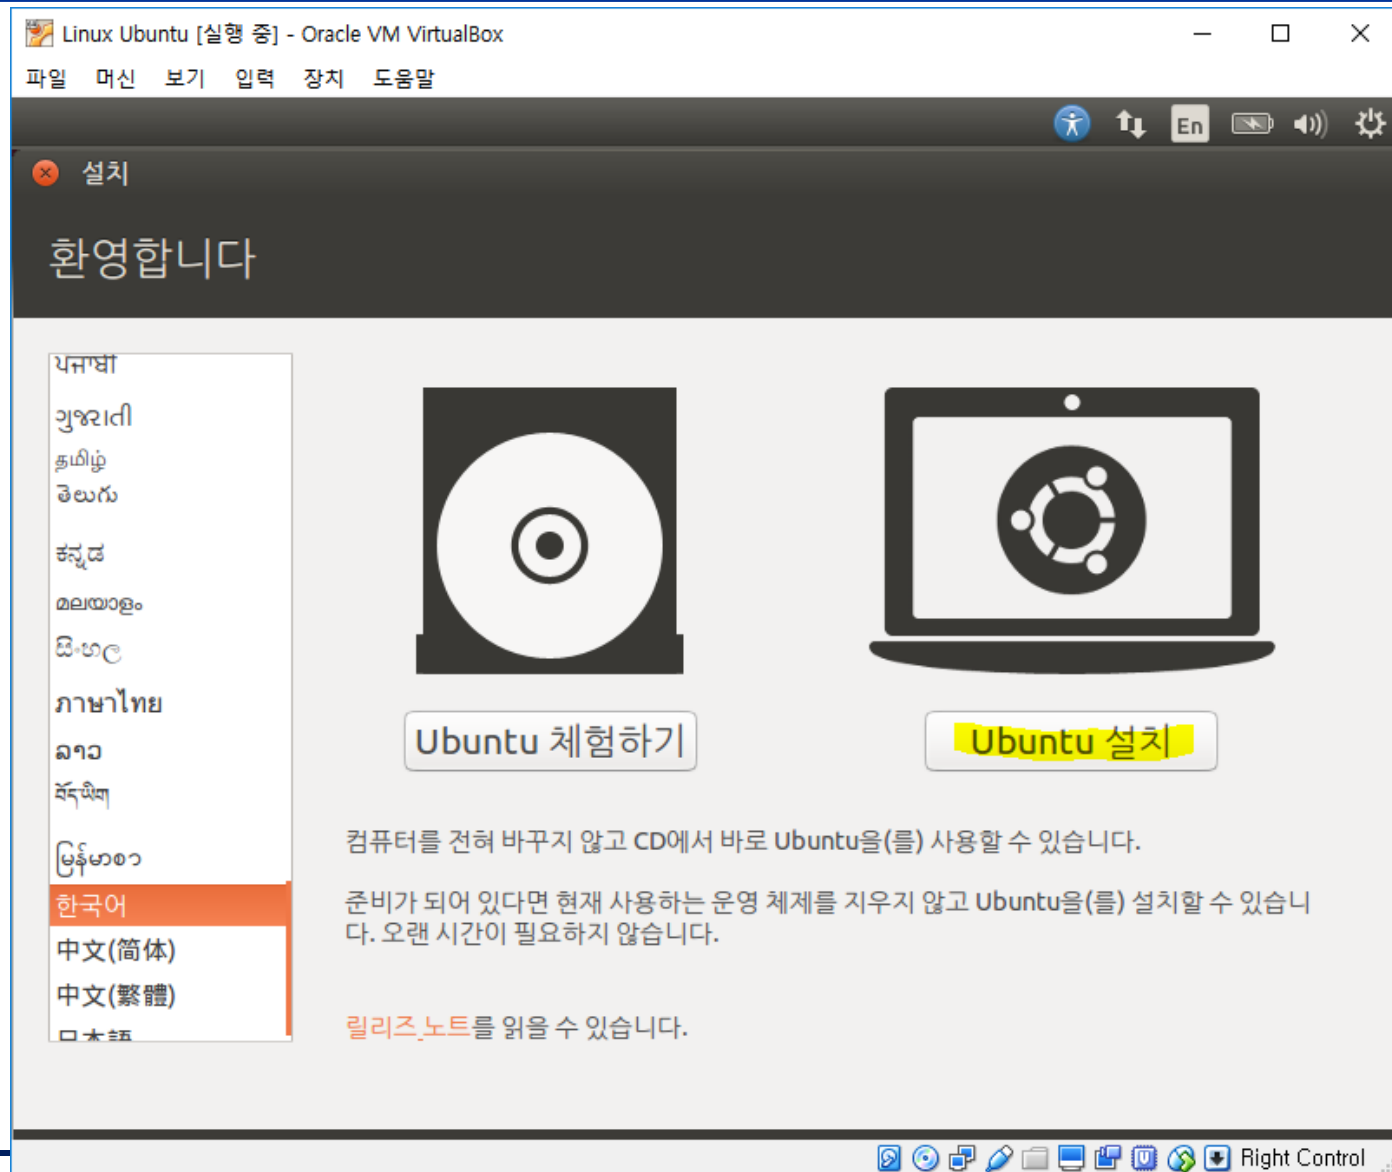 Linux Ubuntu [실행 중] - Oracle VM VirtualBox
파일 머신 보기 입력 장치 도움말
En
설치
환영합니다
ਪੰਜਾਬੀ
ગુજરાતી
தமிழ்
తెలుగు
ಕನ್ನಡ
മലയാളം
සිංහල
ภาษาไทย
ລາວ
བོད་ཡིག
မြန်မာစာ
한국어
中文(简体)
中文(繁體)
日本語
Ubuntu 체험하기
Ubuntu 설치
컴퓨터를 전혀 바꾸지 않고 CD에서 바로 Ubuntu을(를) 사용할 수 있습니다.
준비가 되어 있다면 현재 사용하는 운영 체제를 지우지 않고 Ubuntu을(를) 설치할 수 있습니
다. 오랜 시간이 필요하지 않습니다.
릴리즈 노트를 읽을 수 있습니다.
Right Control